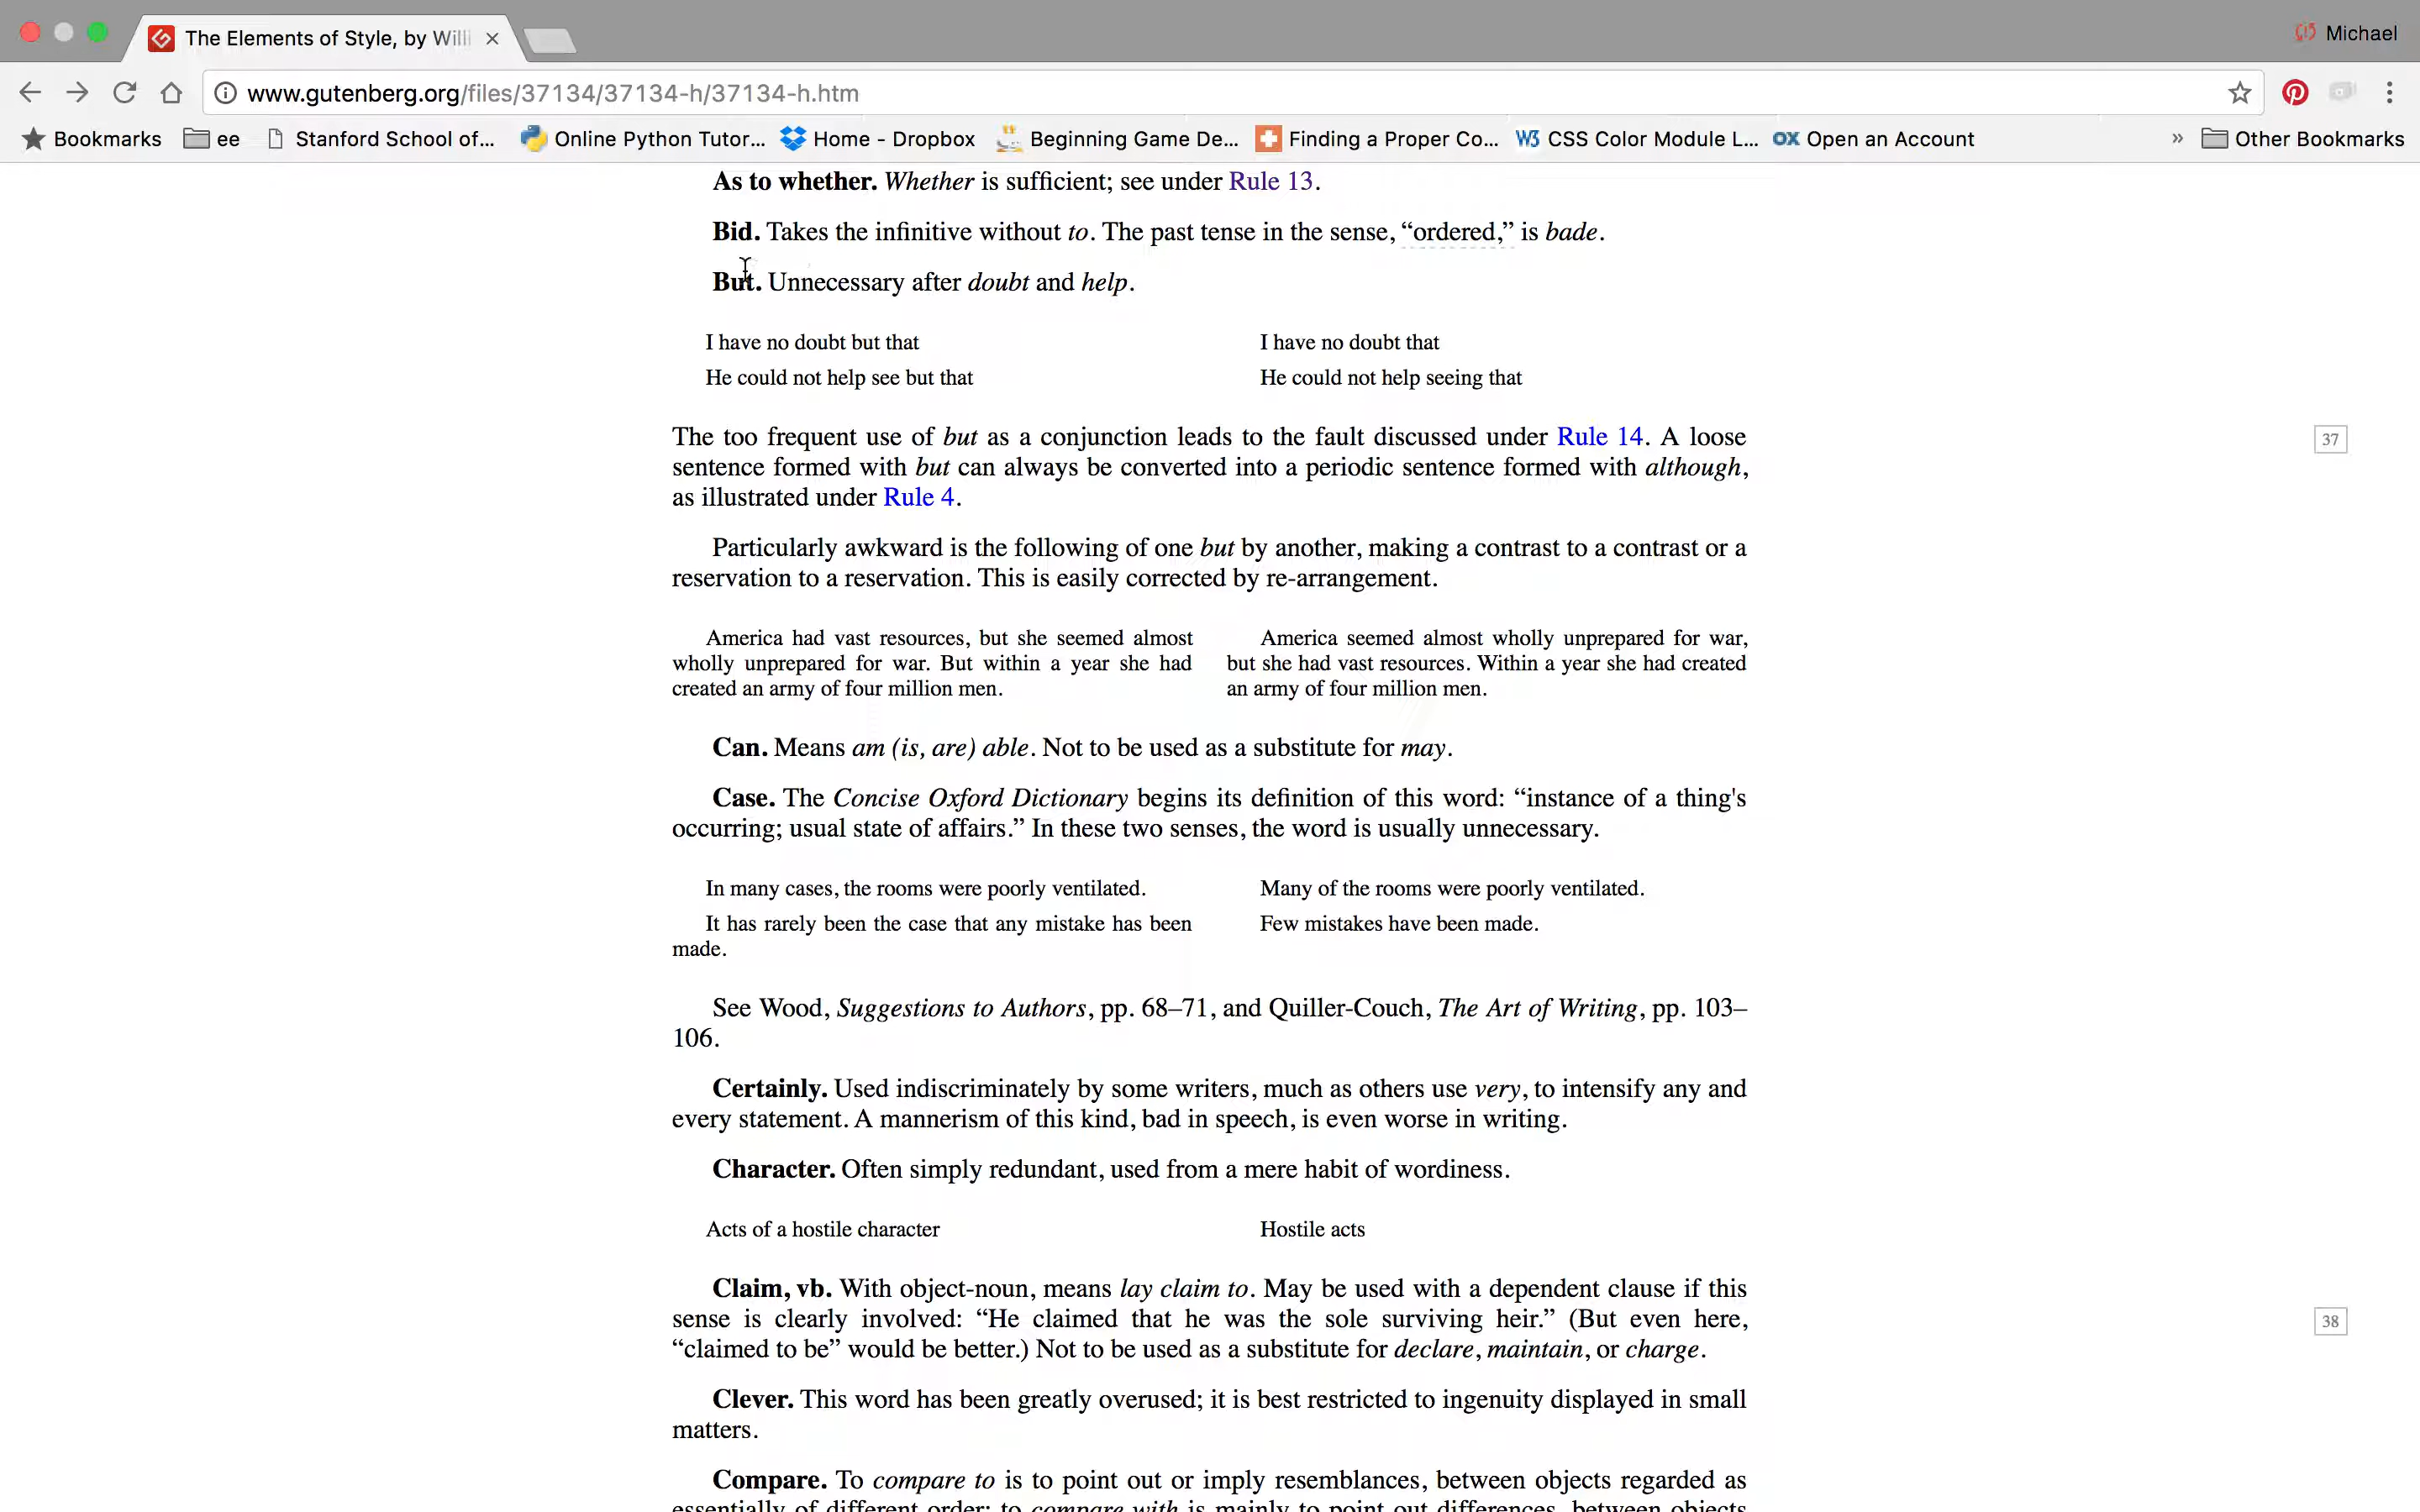 The Elements of Style, by Willi
Michael
www.gutenberg.org/files/37134/37134-h/37134-h.htm
Bookmarks ee Stanford School of... Online Python Tutor... Home - Dropbox Beginning Game De... Finding a Proper Co... W3 CSS Color Module L... OX Open an Account » Other Bookmarks
As to whether. Whether is sufficient; see under Rule 13.
Bid. Takes the infinitive without to. The past tense in the sense, “ordered,” is bade.
But. Unnecessary after doubt and help.
I have no doubt but that I have no doubt that
He could not help see but that He could not help seeing that
The too frequent use of but as a conjunction leads to the fault discussed under Rule 14. A loose 37
sentence formed with but can always be converted into a periodic sentence formed with although,
as illustrated under Rule 4.
Particularly awkward is the following of one but by another, making a contrast to a contrast or a
reservation to a reservation. This is easily corrected by re-arrangement.
America had vast resources, but she seemed almost
wholly unprepared for war. But within a year she had
created an army of four million men.
America seemed almost wholly unprepared for war,
but she had vast resources. Within a year she had created
an army of four million men.
Can. Means am (is, are) able. Not to be used as a substitute for may.
Case. The Concise Oxford Dictionary begins its definition of this word: “instance of a thing's
occurring; usual state of affairs.” In these two senses, the word is usually unnecessary.
In many cases, the rooms were poorly ventilated. Many of the rooms were poorly ventilated.
It has rarely been the case that any mistake has been Few mistakes have been made.
made.
See Wood, Suggestions to Authors, pp. 68–71, and Quiller-Couch, The Art of Writing, pp. 103–
106.
Certainly. Used indiscriminately by some writers, much as others use very, to intensify any and
every statement. A mannerism of this kind, bad in speech, is even worse in writing.
Character. Often simply redundant, used from a mere habit of wordiness.
Acts of a hostile character Hostile acts
Claim, vb. With object-noun, means lay claim to. May be used with a dependent clause if this
sense is clearly involved: “He claimed that he was the sole surviving heir.” (But even here, 38
“claimed to be” would be better.) Not to be used as a substitute for declare, maintain, or charge.
Clever. This word has been greatly overused; it is best restricted to ingenuity displayed in small
matters.
Compare. To compare to is to point out or imply resemblances, between objects regarded as
essentially of different order; to compare with is mainly to point out differences, between objects